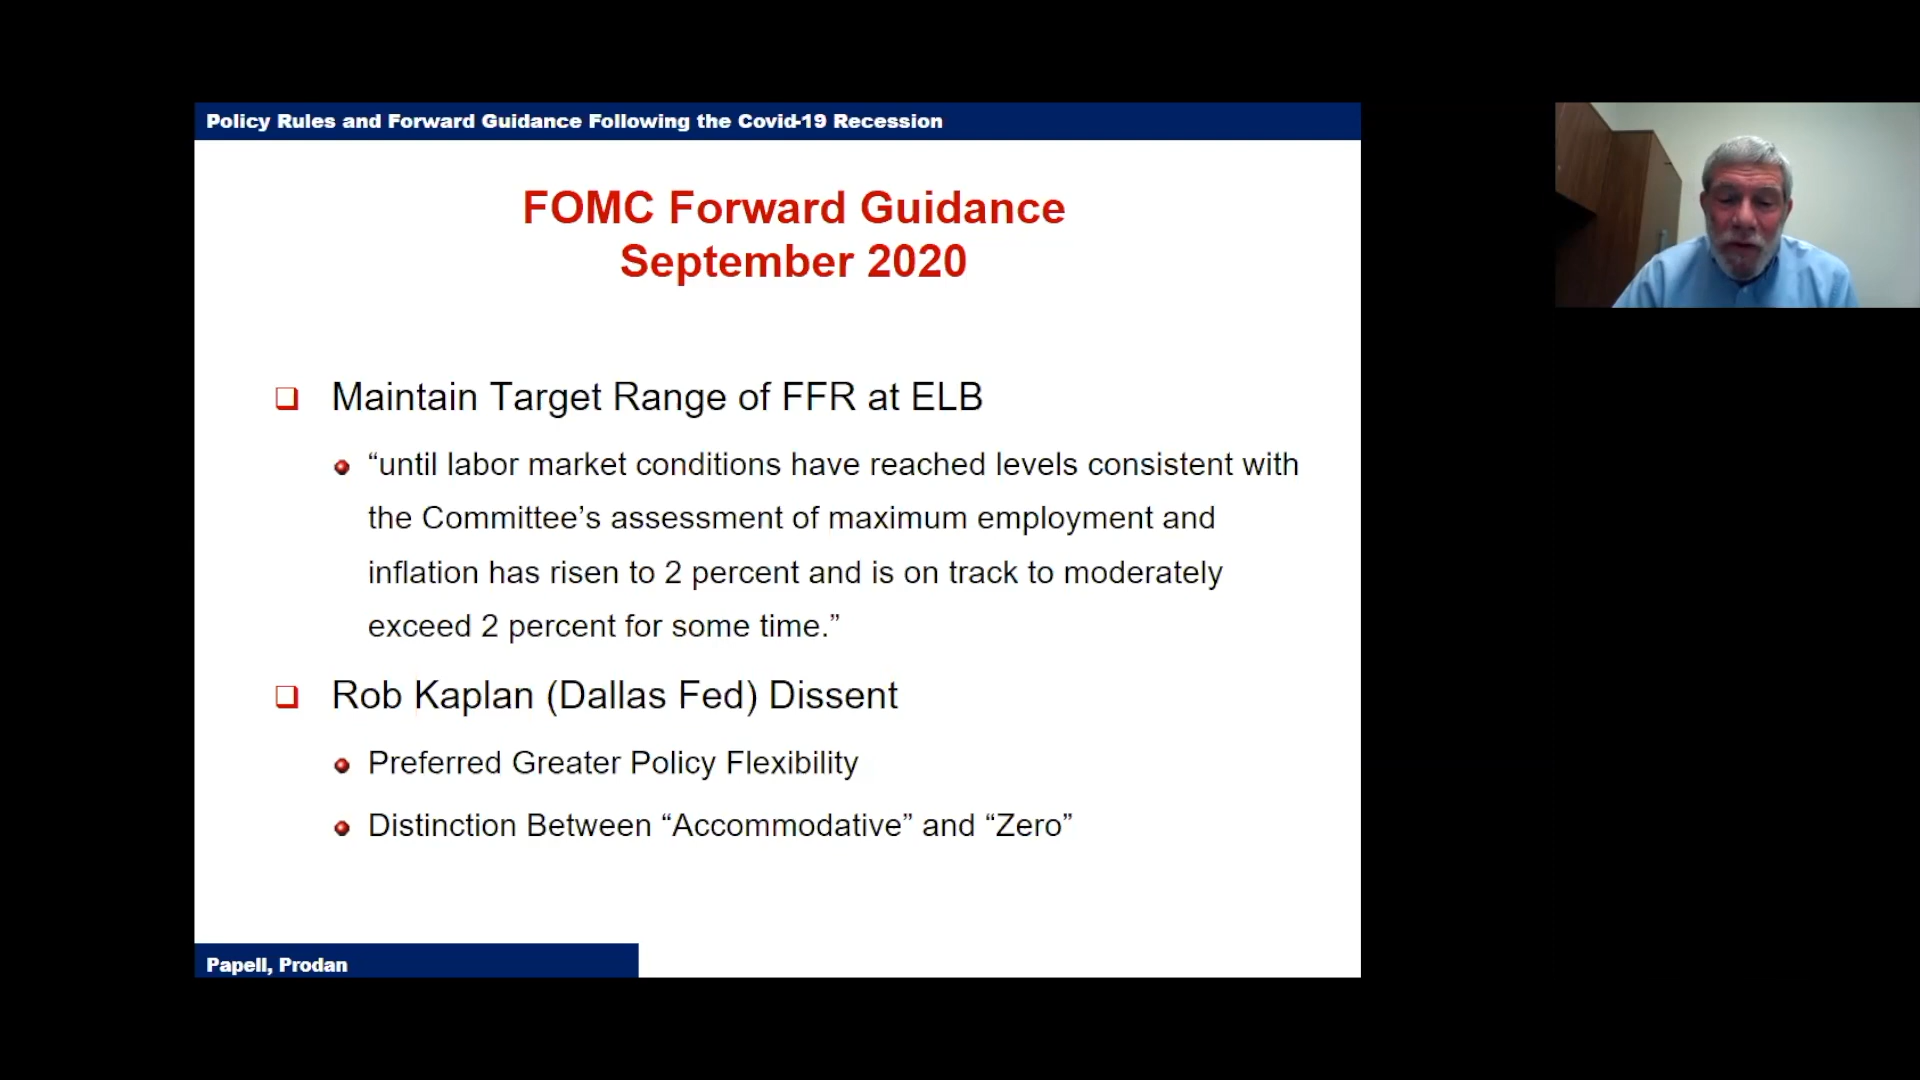 Policy Rules and Forward Guidance Following the Covid-19 Recession
FOMC Forward Guidance
September 2020
Maintain Target Range of FFR at ELB
“until labor market conditions have reached levels consistent with
the Committee’s assessment of maximum employment and
inflation has risen to 2 percent and is on track to moderately
exceed 2 percent for some time.”
Rob Kaplan (Dallas Fed) Dissent
Preferred Greater Policy Flexibility
Distinction Between “Accommodative” and “Zero”
Papell, Prodan